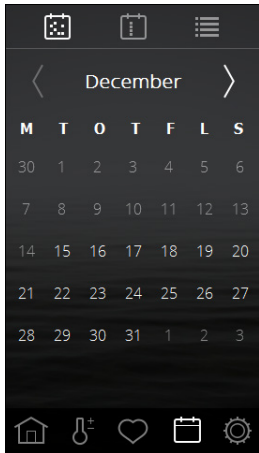 December
M T O T F L S
30 1 2 3 4 5 6
7 8 9 10 11 12 13
14 15 16 17 18 19 20
21 22 23 24 25 26 27
28 29 30 31 1 2 3